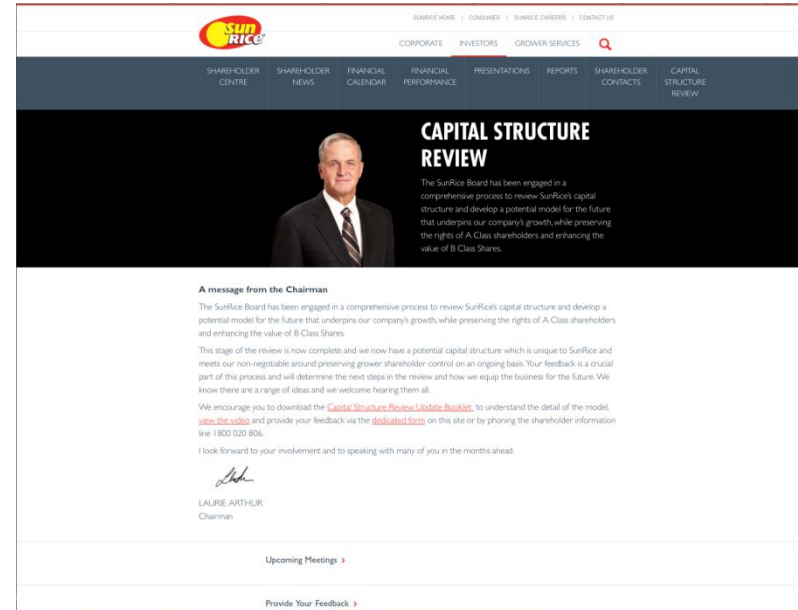 SUNRICE HOME | CONSUMER | SUNRICE CAREERS | CONTACT US
Sun
Rice
CORPORATE INVESTORS GROWER SERVICES
SHAREHOLDER CENTRE SHAREHOLDER NEWS FINANCIAL CALENDAR FINANCIAL PERFORMANCE PRESENTATIONS REPORTS SHAREHOLDER CONTACTS CAPITAL STRUCTURE REVIEW
CAPITAL STRUCTURE
REVIEW
The SunRice Board has been engaged in a
comprehensive process to review SunRice's capital
structure and develop a potential model for the future
that underpins our company's growth, while preserving
the rights of A Class shareholders and enhancing the
value of B Class Shares.
A message from the Chairman
The SunRice Board has been engaged in a comprehensive process to review SunRice's capital structure and develop a
potential model for the future that underpins our company's growth, while preserving the rights of A Class shareholders
and enhancing the value of B Class Shares.
This stage of the review is now complete and we now have a potential capital structure which is unique to SunRice and
meets our non-negotiable around preserving grower shareholder control on an ongoing basis. Your feedback is a crucial
part of this process and will determine the next steps in the review and how we equip the business for the future. We
know there are a range of ideas and we welcome hearing them all.
We encourage you to download the Capital Structure Review Update Booklet to understand the detail of the model,
view the video and provide your feedback via the dedicated form on this site or by phoning the shareholder information
line 1800 020 806.
I look forward to your involvement and to speaking with many of you in the months ahead.
LAURIE ARTHUR
Chairman
Upcoming Meetings >
Provide Your Feedback >